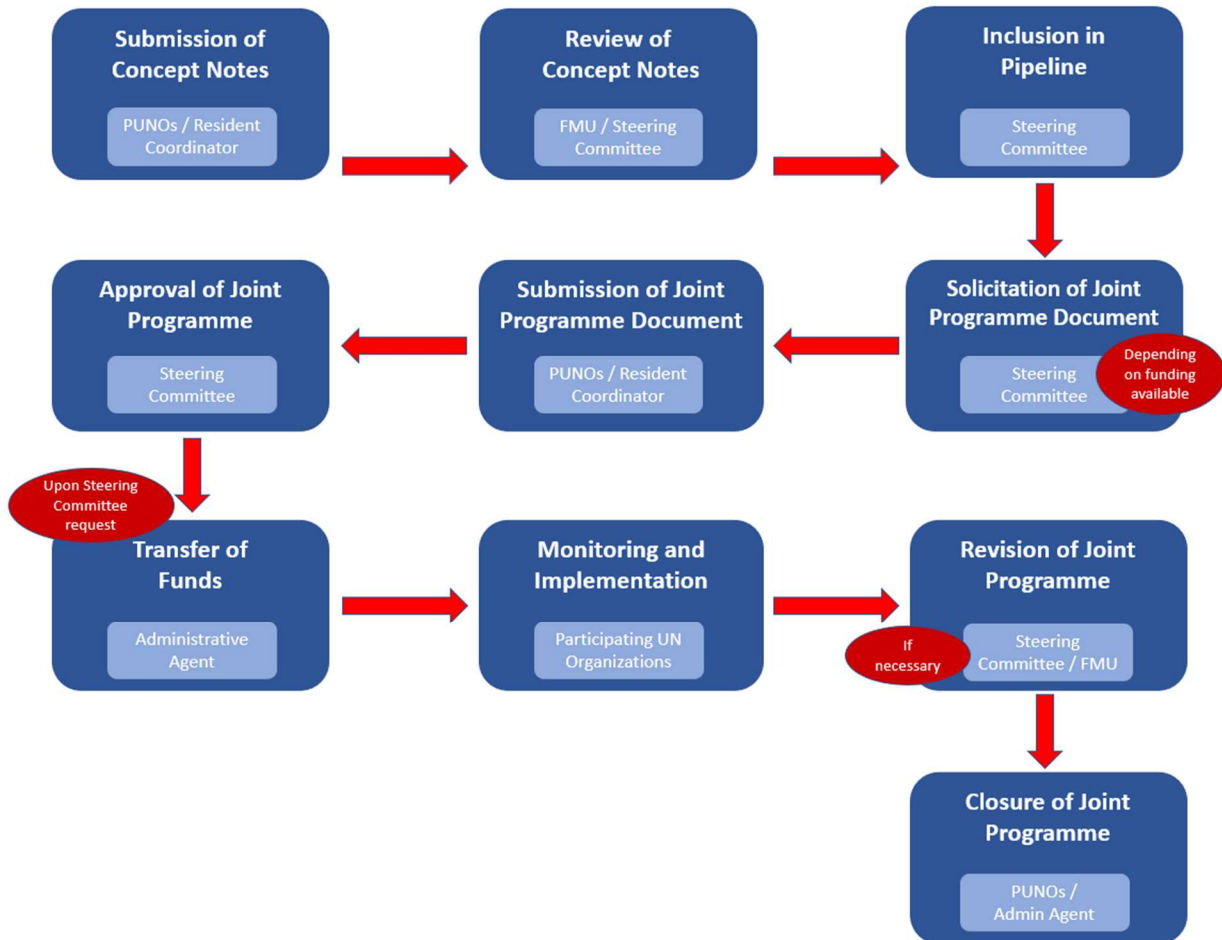 Submission of
Concept Notes
PUNOs / Resident
Coordinator
Review of
Concept Notes
FMU / Steering
Committee
Inclusion in
Pipeline
Steering
Committee
Solicitation of Joint
Programme Document
Steering
Committee
Depending
on funding
available
Submission of Joint
Programme Document
PUNOs / Resident
Coordinator
Approval of Joint
Programme
Steering
Committee
Upon Steering
Committee
request
Transfer of
Funds
Administrative
Agent
Monitoring and
Implementation
Participating UN
Organizations
Revision of Joint
Programme
If
necessary
Steering
Committee / FMU
Closure of Joint
Programme
PUNOs /
Admin Agent